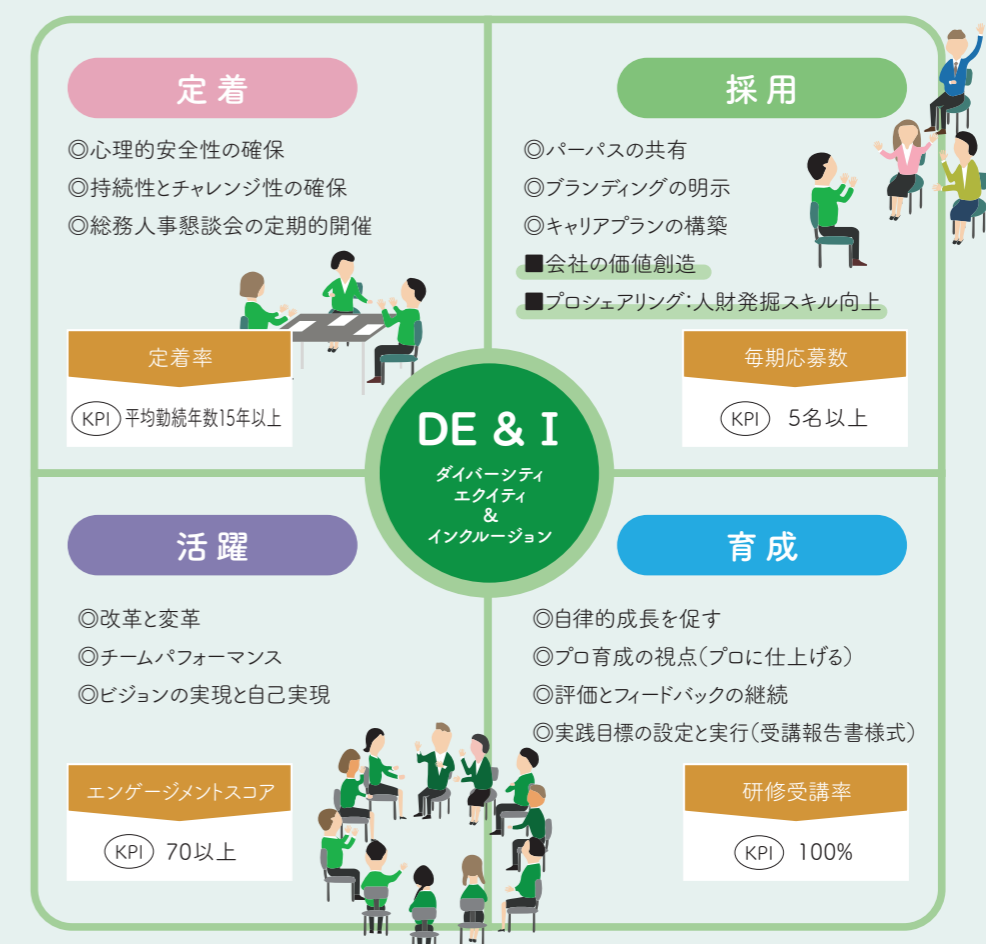 定着
◎心理的安全性の確保
◎持続性とチャレンジ性の確保
◎総務人事懇談会の定期的開催
定着率
KPI 平均勤続年数15年以上
採用
◎パーパスの共有
◎ブランディングの明示
◎キャリアプランの構築
■会社の価値創造
■プロシェアリング：人財発掘スキル向上
毎期応募数
KPI 5名以上
DE & I
ダイバーシティ
エクイティ
&
インクルージョン
活躍
◎改革と変革
◎チームパフォーマンス
◎ビジョンの実現と自己実現
エンゲージメントスコア
KPI 70以上
育成
◎自律的成長を促す
◎プロ育成の視点（プロに仕上げる）
◎評価とフィードバックの継続
◎実践目標の設定と実行（受講報告書様式）
研修受講率
KPI 100%